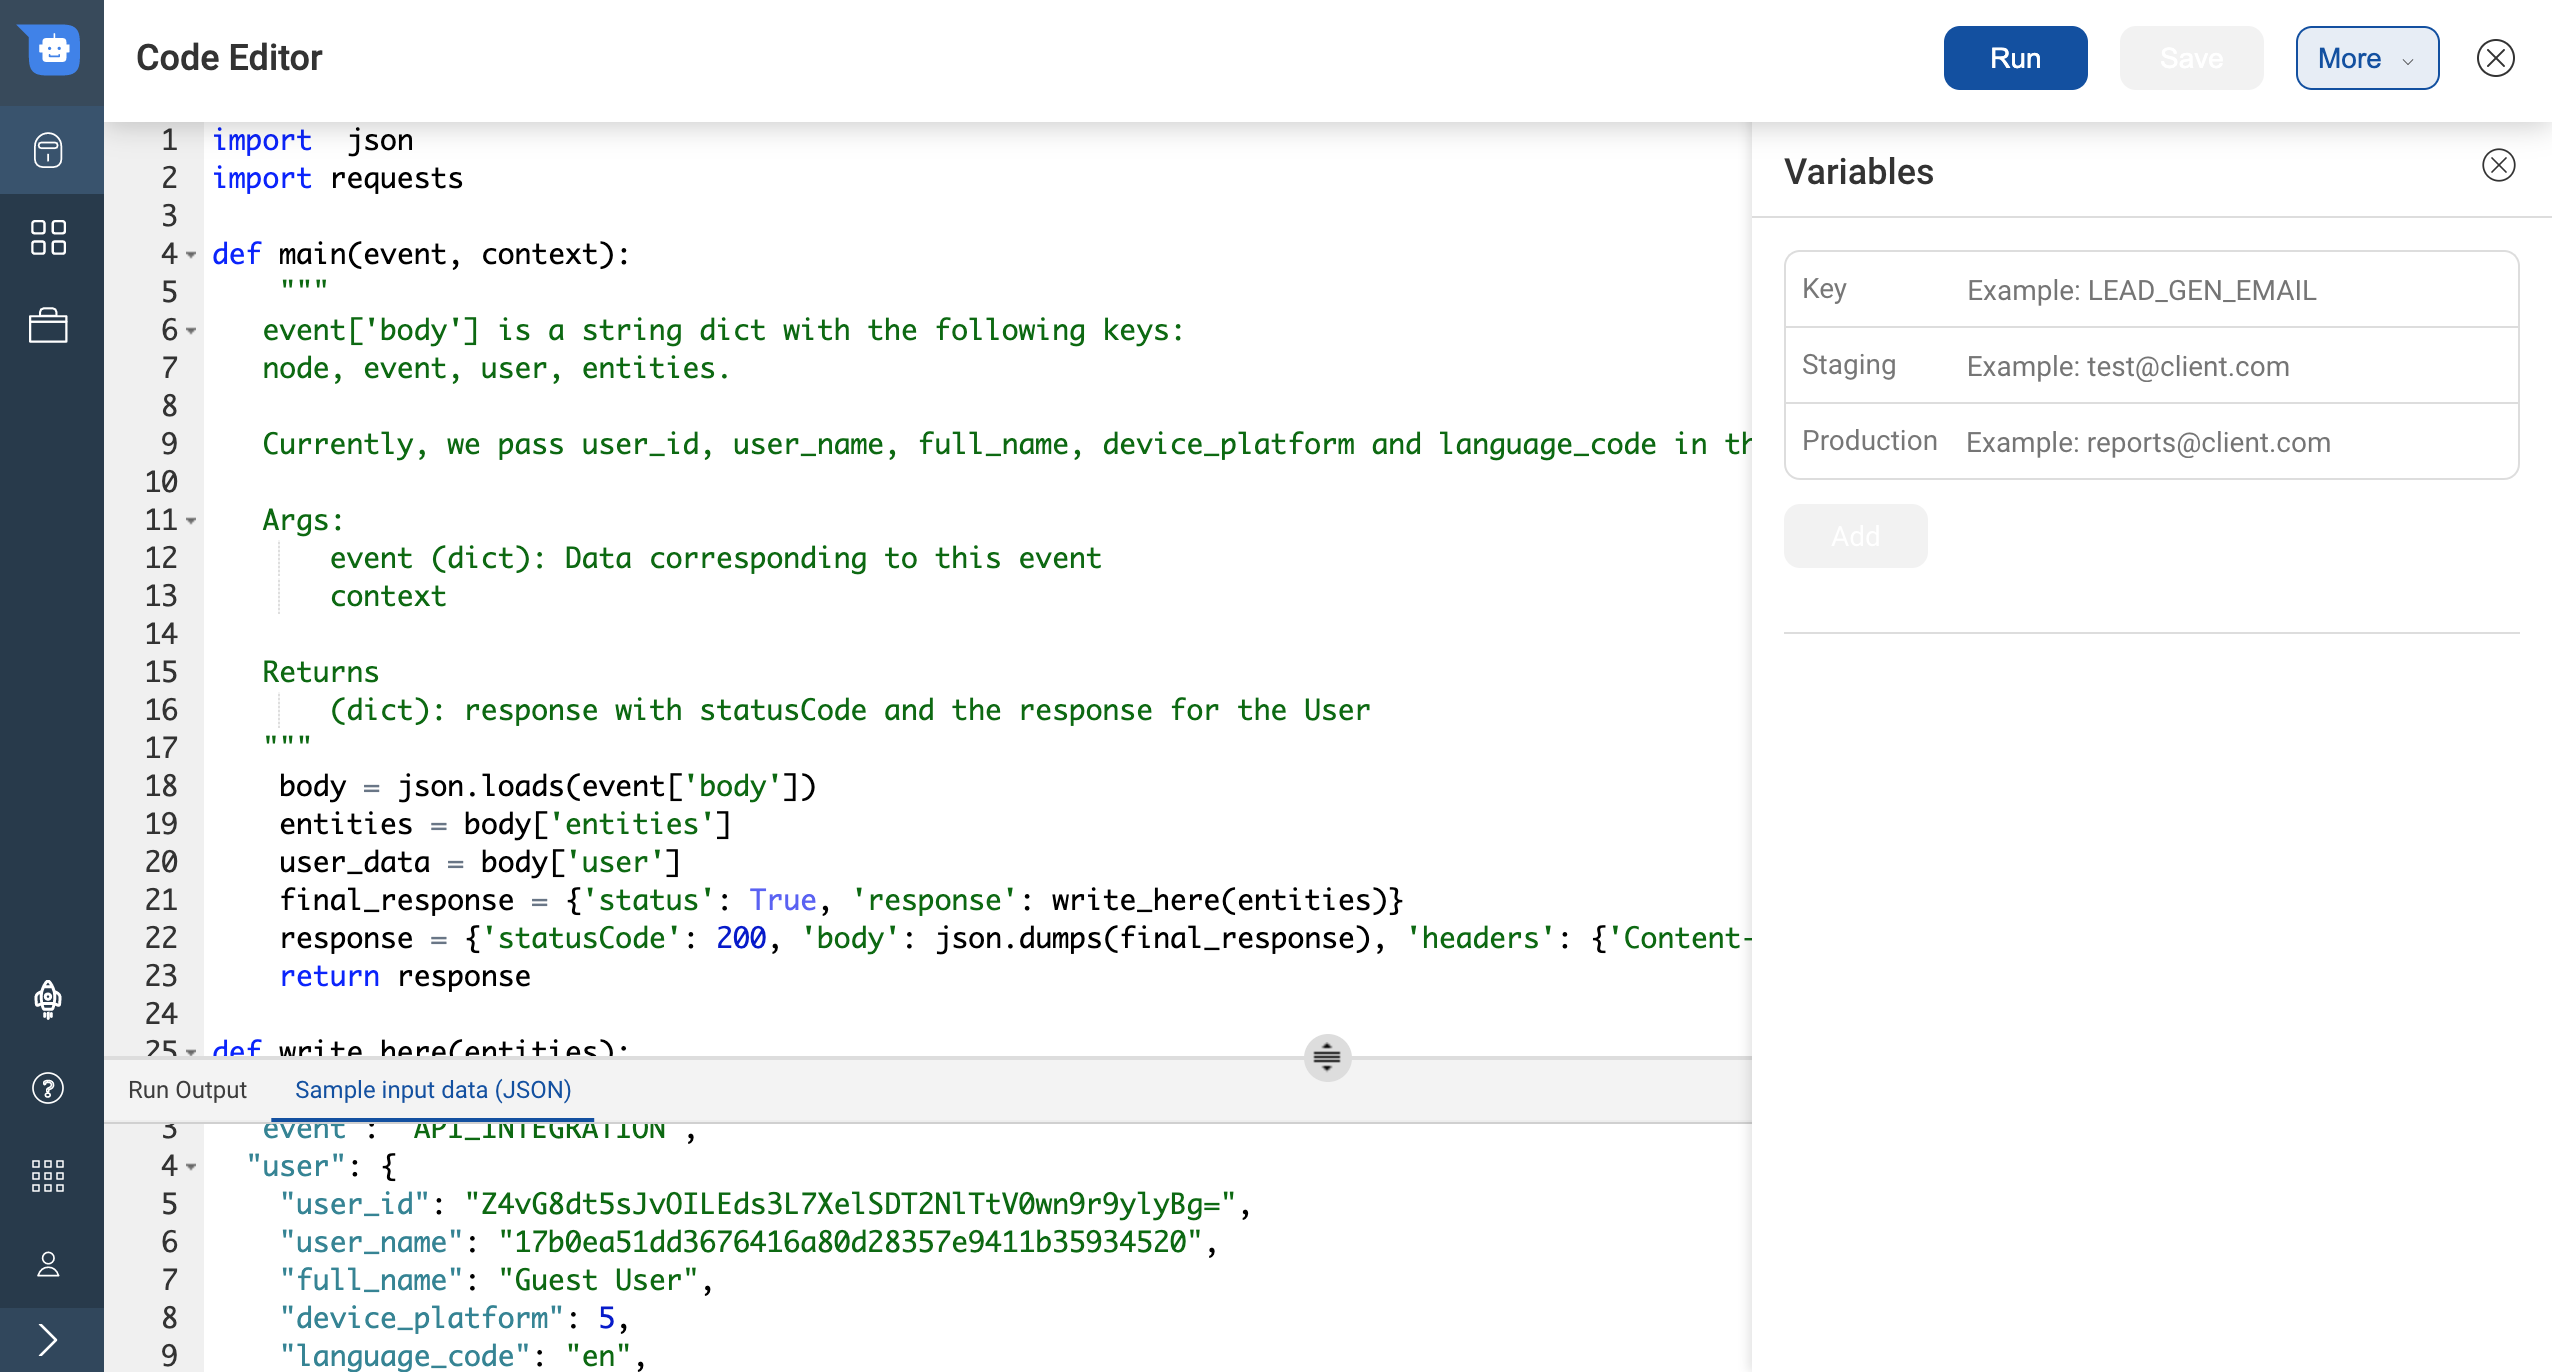 Code Editor
Run
Save
More
1 import  json
2 import requests
3
4 def main(event, context):
5     """
6    event['body'] is a string dict with the following keys:
7    node, event, user, entities.
8
9    Currently, we pass user_id, user_name, full_name, device_platform and language_code in th
10
11    Args:
12        event (dict): Data corresponding to this event
13        context
14
15    Returns
16        (dict): response with statusCode and the response for the User
17    """
18     body = json.loads(event['body'])
19     entities = body['entities']
20     user_data = body['user']
21     final_response = {'status': True, 'response': write_here(entities)}
22     response = {'statusCode': 200, 'body': json.dumps(final_response), 'headers': {'Content-
23     return response
24
25 def write_here(entities):
Run Output
Sample input data (JSON)
3   "event": "API_INTEGRATION",
4   "user": {
5     "user_id": "Z4vG8dt5sJvOILEds3L7XelSDT2NlTtV0wn9r9ylyBg=",
6     "user_name": "17b0ea51dd3676416a80d28357e9411b35934520",
7     "full_name": "Guest User",
8     "device_platform": 5,
9     "language_code": "en",
Variables
Key Example: LEAD_GEN_EMAIL
Staging Example: test@client.com
Production Example: reports@client.com
Add